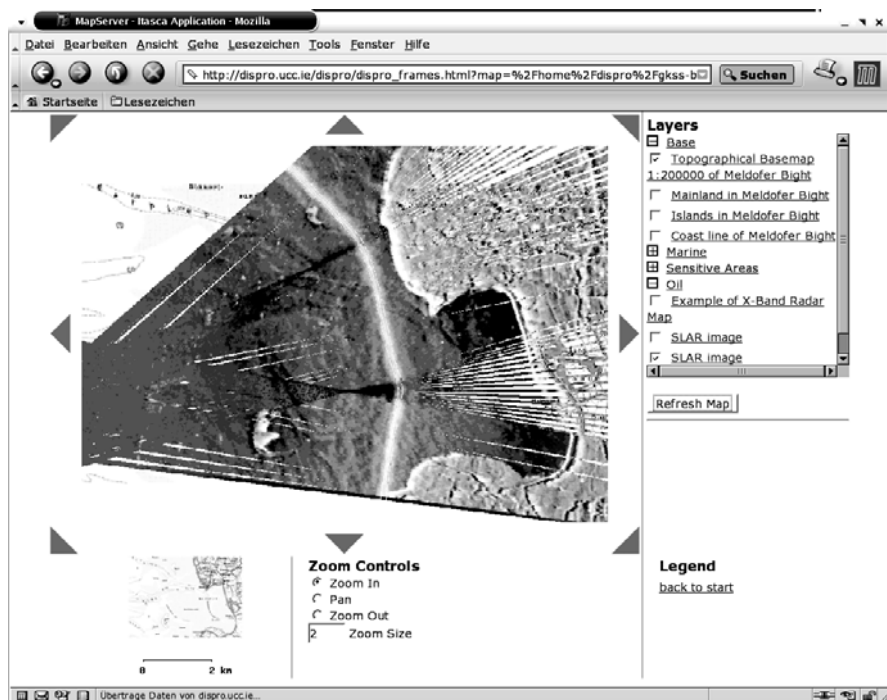 MapServer - Itasca Application - Mozilla
Datei Bearbeiten Ansicht Gehe Lesezeichen Tools Fenster Hilfe
http://dispro.ucc.ie/dispro/dispro_frames.html?map=%2Fhome%2Fdispro%2Fgkss-b
Suchen
Startseite Lesezeichen
Layers
Base
Topographical Basemap
1:200000 of Meldofer Bight
Mainland in Meldofer Bight
Islands in Meldofer Bight
Coast line of Meldofer Bight
Marine
Sensitive Areas
Oil
Example of X-Band Radar
Map
SLAR image
SLAR image
Refresh Map
Zoom Controls
Zoom In
Pan
Zoom Out
2 Zoom Size
0 2 km
Legend
back to start
Übertrage Daten von dispro.ucc.ie...